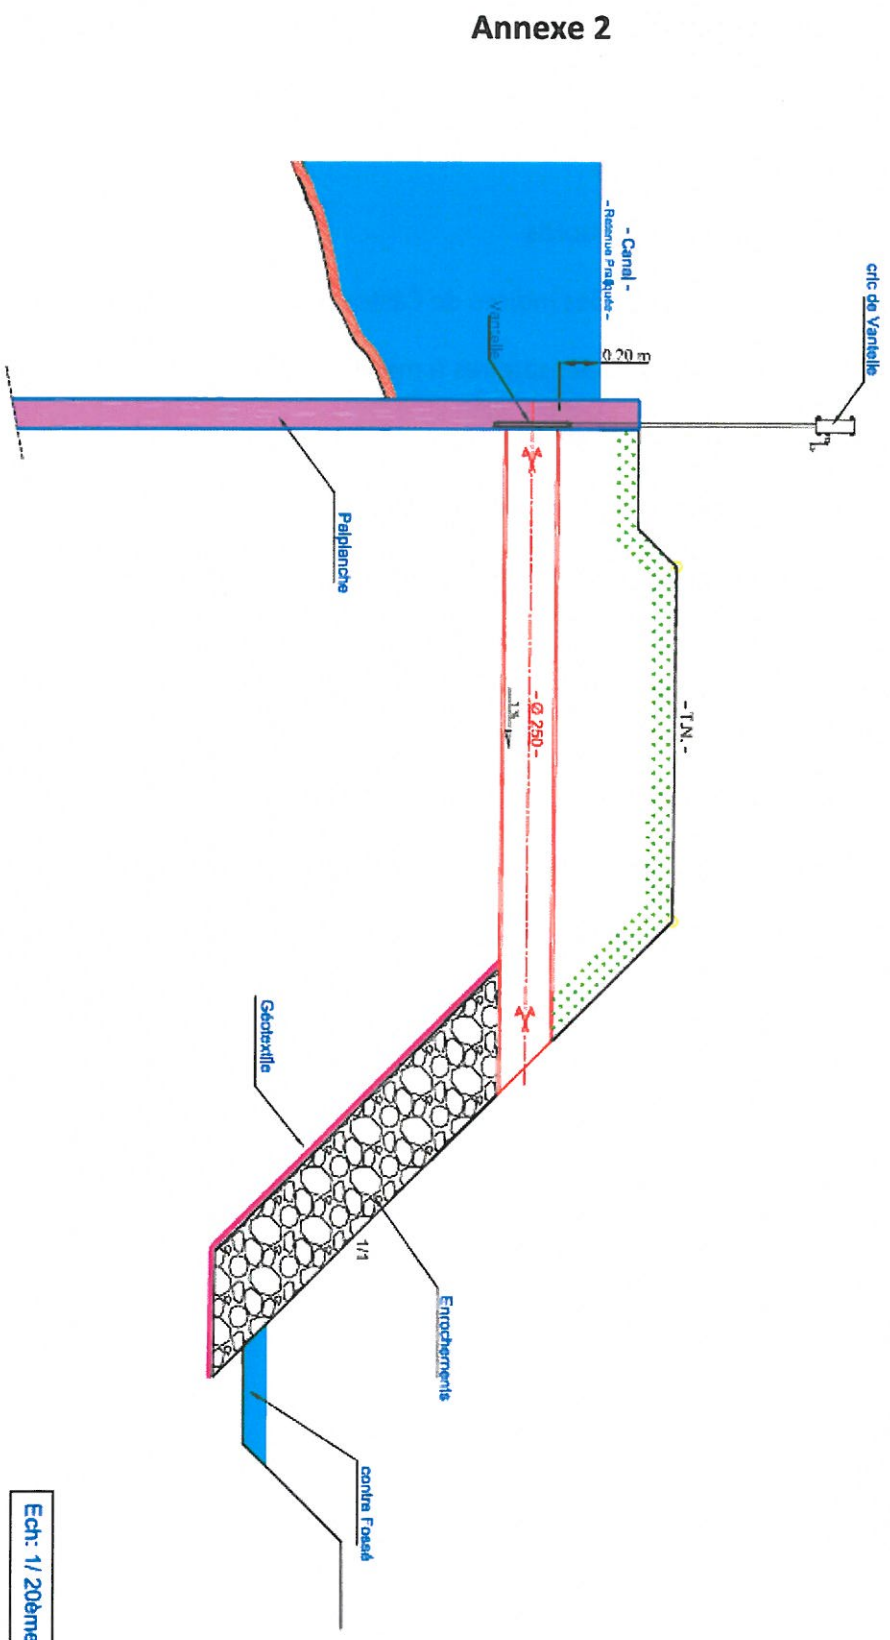 Annexe 2
cric de Vantelle
- Canal -
- Retenue Pratiquée -
0.20 m
Vantelle
Palplanche
- T.N. -
- Ø 250 -
1%
Géotextile
1/1
Enrochements
contre Fossé
Ech: 1/ 20ème